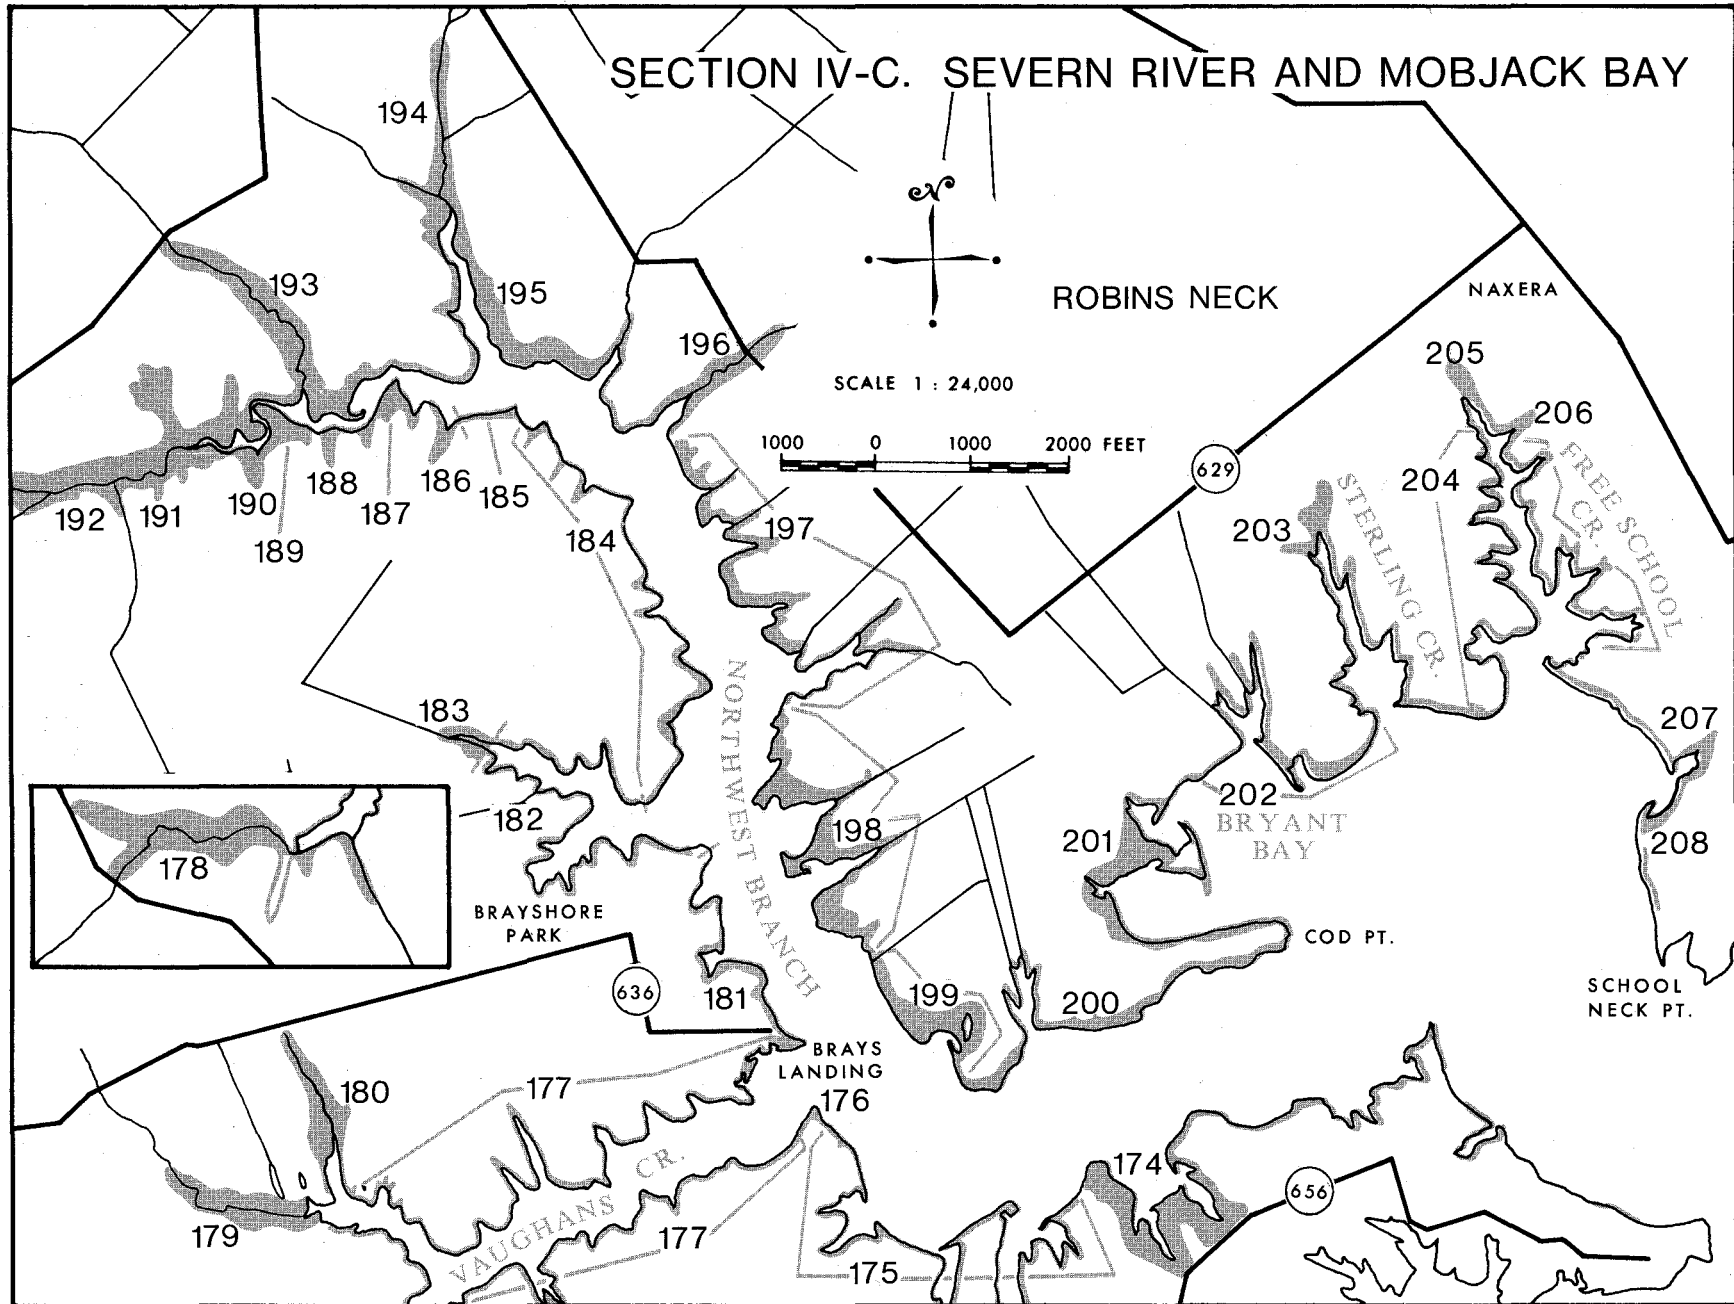 SECTION IV-C. SEVERN RIVER AND MOBJACK BAY
194
N
193
195
ROBINS NECK
NAXERA
196
205
SCALE 1 : 24,000
206
1000 0 1000 2000 FEET
629
FREE SCHOOL
CR.
STERLING CR.
204
186
188
185
190
187
192
191
189
184
197
203
NORTHWEST BRANCH
183
207
182
198
202
BRYANT
BAY
201
208
178
BRAYSHORE
PARK
COD PT.
636
181
199
200
SCHOOL
NECK PT.
BRAYS
LANDING
180
177
176
VAUGHANS CR.
174
656
179
177
175